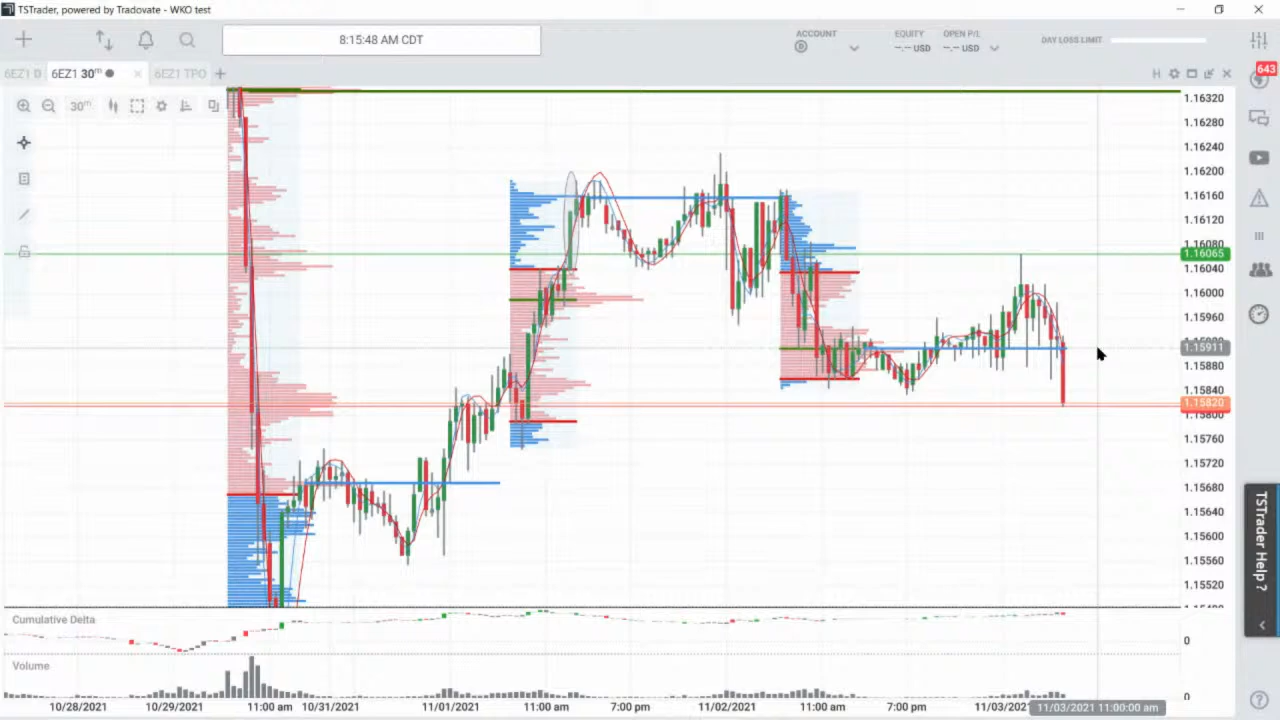 TSTrader, powered by Tradovate - WKO test
8:15:48 AM CDT
ACCOUNT
EQUITY
-.-- USD
OPEN P/L
-.-- USD
DAY LOSS LIMIT
6EZ1 D
6EZ1 30m
6EZ1 TPO
H
643
30m
1.16320
1.16280
1.16240
1.16200
1.16160
1.16120
1.16080
1.16065
1.16040
1.16000
1.15960
1.15911
1.15880
1.15840
1.15820
1.15800
1.15760
1.15720
1.15680
1.15640
1.15600
1.15560
1.15520
TSTrader Help ?
Cumulative Delta
0
Volume
0
10/28/2021
10/29/2021
11:00 am
10/31/2021
11/01/2021
11:00 am
7:00 pm
11/02/2021
11:00 am
7:00 pm
11/03/2021
11/03/2021 11:00:00 am